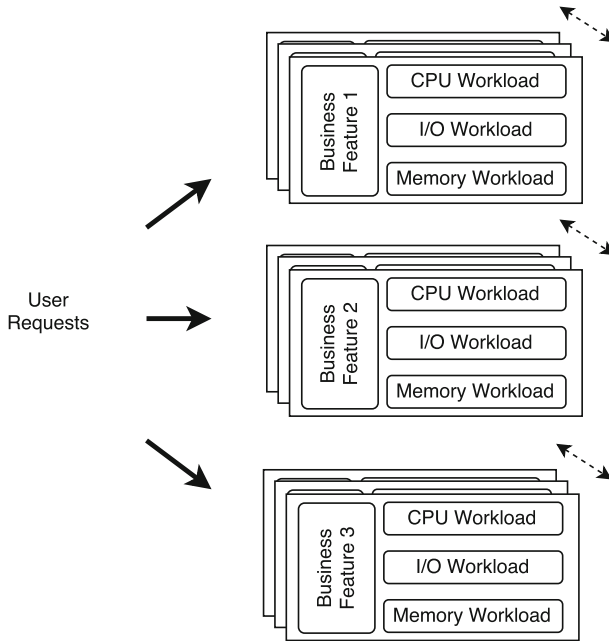 User
Requests
Business
Feature 1
CPU Workload
I/O Workload
Memory Workload
Business
Feature 2
CPU Workload
I/O Workload
Memory Workload
Business
Feature 3
CPU Workload
I/O Workload
Memory Workload